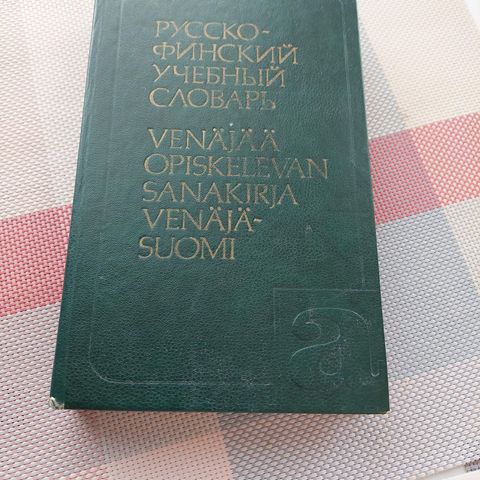 РУССКО-
ФИНСКИЙ
УЧЕБНЫЙ
СЛОВАРЬ
VENÄJÄÄ
OPISKELEVAN
SANAKIRJA
VENÄJÄ-
SUOMI
a